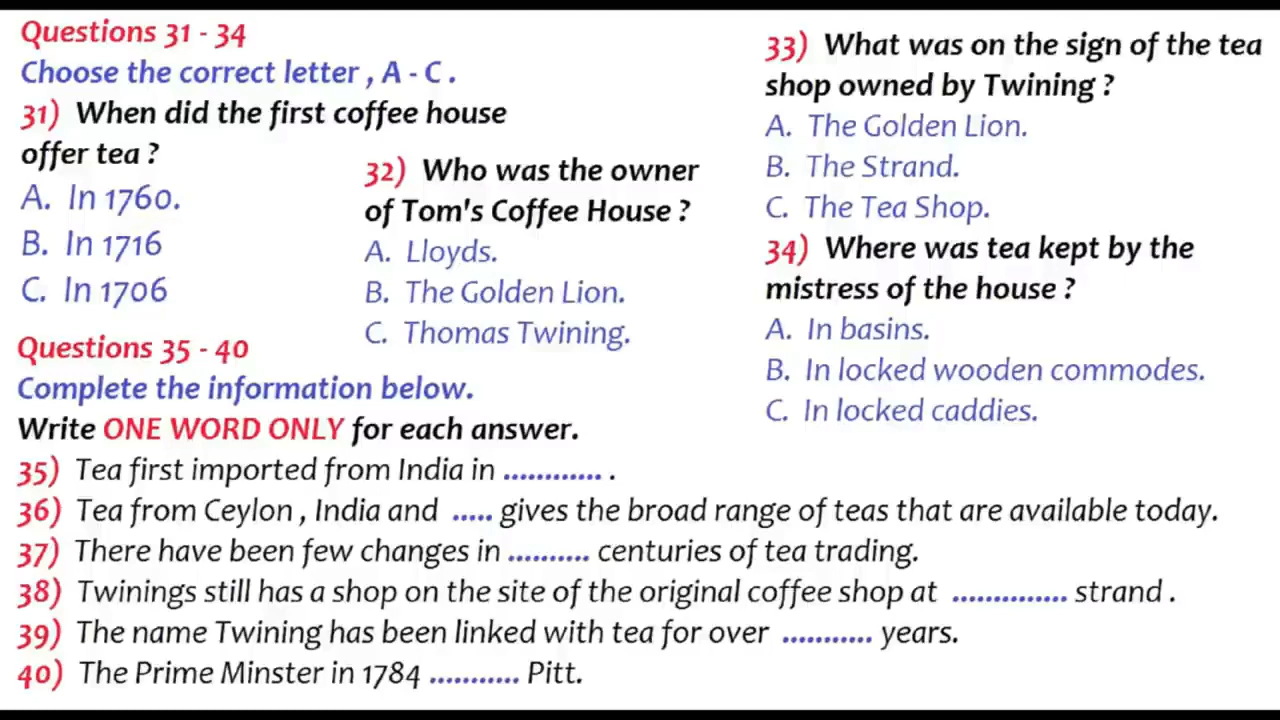 Questions 31 - 34
Choose the correct letter , A - C .
31) When did the first coffee house
offer tea ?
A. In 1760.
B. In 1716
C. In 1706
32) Who was the owner
of Tom's Coffee House ?
A. Lloyds.
B. The Golden Lion.
C. Thomas Twining.
33) What was on the sign of the tea
shop owned by Twining ?
A. The Golden Lion.
B. The Strand.
C. The Tea Shop.
34) Where was tea kept by the
mistress of the house ?
A. In basins.
B. In locked wooden commodes.
C. In locked caddies.
Questions 35 - 40
Complete the information below.
Write ONE WORD ONLY for each answer.
35) Tea first imported from India in ............ .
36) Tea from Ceylon , India and ..... gives the broad range of teas that are available today.
37) There have been few changes in .......... centuries of tea trading.
38) Twinings still has a shop on the site of the original coffee shop at .............. strand .
39) The name Twining has been linked with tea for over ........... years.
40) The Prime Minster in 1784 ........... Pitt.